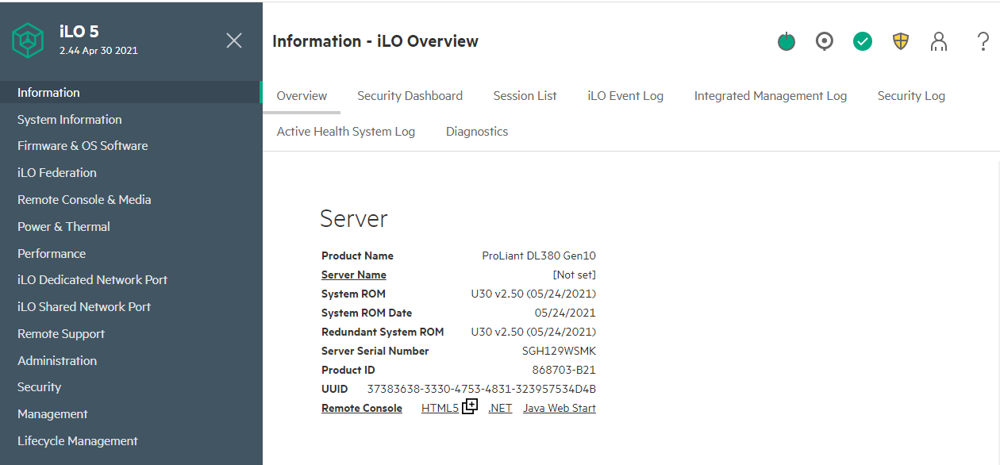 iLO 5
2.44 Apr 30 2021
Information
System Information
Firmware & OS Software
iLO Federation
Remote Console & Media
Power & Thermal
Performance
iLO Dedicated Network Port
iLO Shared Network Port
Remote Support
Administration
Security
Management
Lifecycle Management
Information - iLO Overview
?
Overview Security Dashboard Session List iLO Event Log Integrated Management Log Security Log
Active Health System Log Diagnostics
Server
Product Name ProLiant DL380 Gen10
Server Name [Not set]
System ROM U30 v2.50 (05/24/2021)
System ROM Date 05/24/2021
Redundant System ROM U30 v2.50 (05/24/2021)
Server Serial Number SGH129WSMK
Product ID 868703-B21
UUID 37383638-3330-4753-4831-323957534D4B
Remote Console HTML5 .NET Java Web Start